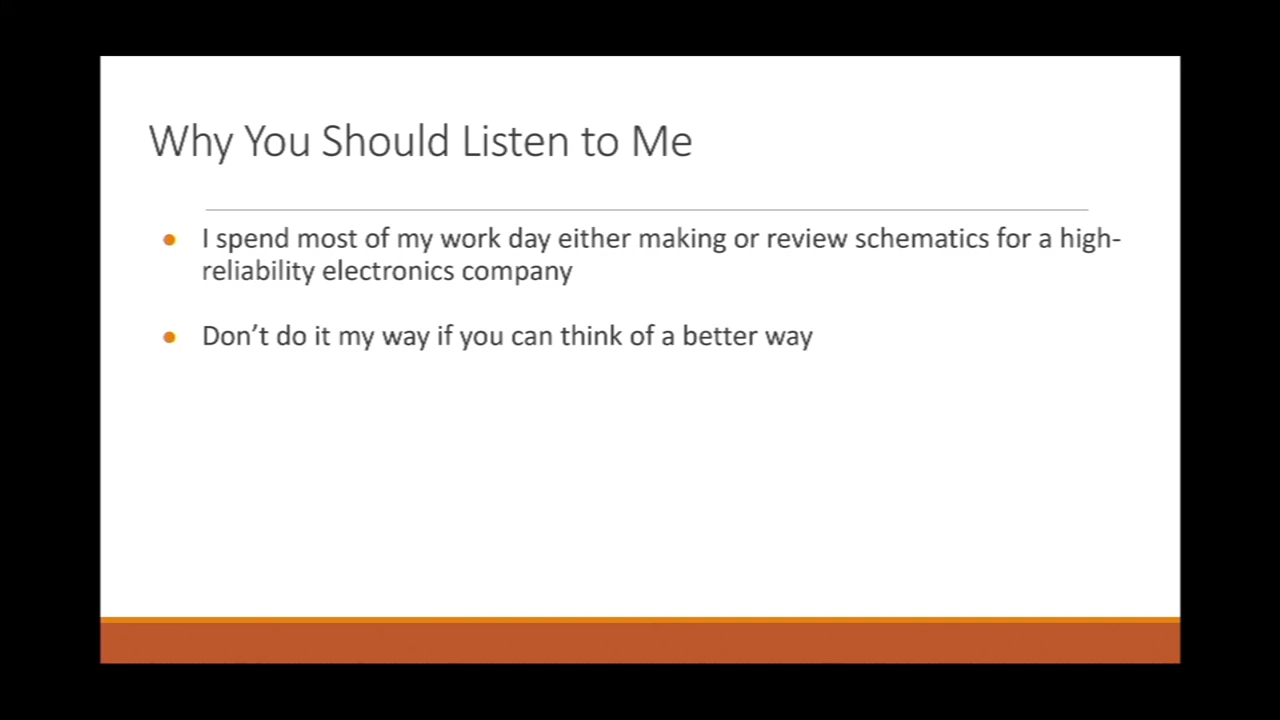 Why You Should Listen to Me
I spend most of my work day either making or review schematics for a high-
reliability electronics company
Don’t do it my way if you can think of a better way